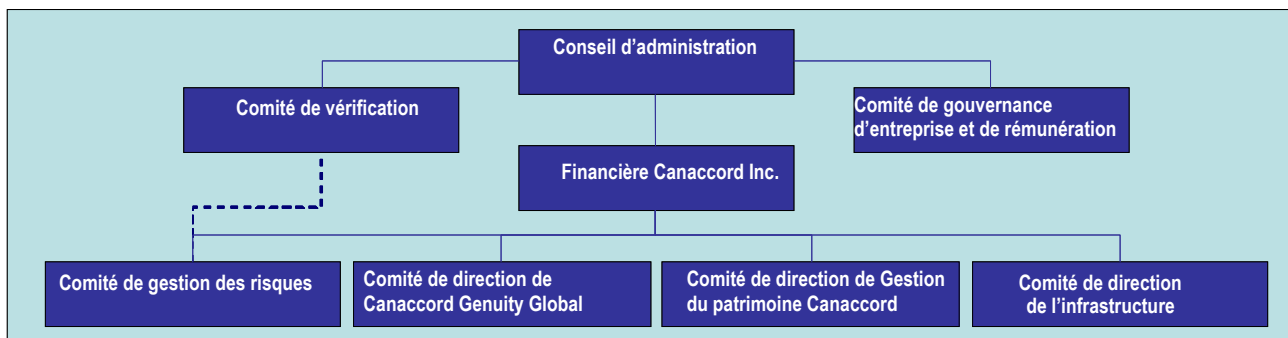 Conseil d’administration
Comité de vérification
Comité de gouvernance
d’entreprise et de rémunération
Financière Canaccord Inc.
Comité de gestion des risques
Comité de direction de
Canaccord Genuity Global
Comité de direction de Gestion
du patrimoine Canaccord
Comité de direction
de l’infrastructure